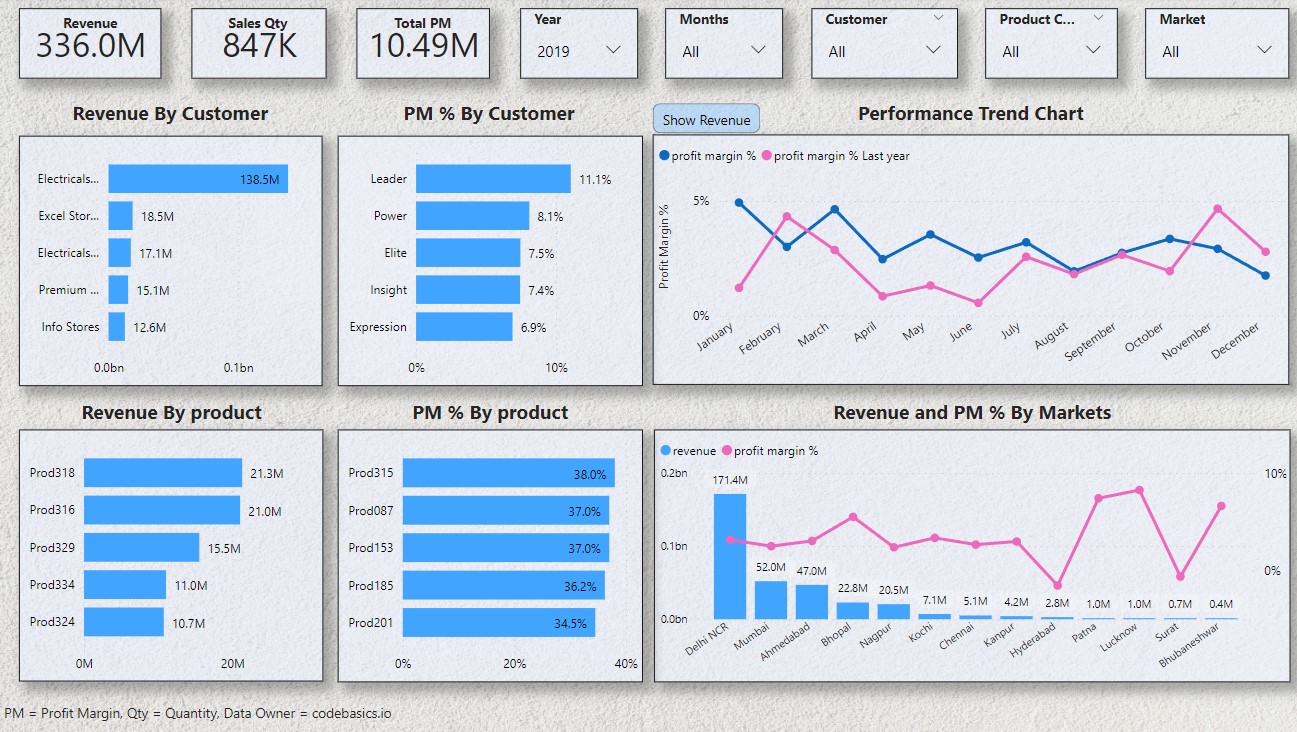 Revenue
336.0M
Sales Qty
847K
Total PM
10.49M
Year
2019
Months
All
Customer
All
Product C...
All
Market
All
Revenue By Customer
Electricals...
138.5M
Excel Stor...
18.5M
Electricals...
17.1M
Premium ...
15.1M
Info Stores
12.6M
0.0bn
0.1bn
PM % By Customer
Leader
11.1%
Power
8.1%
Elite
7.5%
Insight
7.4%
Expression
6.9%
0%
10%
Show Revenue
Performance Trend Chart
profit margin %
profit margin % Last year
Profit Margin %
5%
0%
January
February
March
April
May
June
July
August
September
October
November
December
Revenue By product
Prod318
21.3M
Prod316
21.0M
Prod329
15.5M
Prod334
11.0M
Prod324
10.7M
0M
20M
PM % By product
Prod315
38.0%
Prod087
37.0%
Prod153
37.0%
Prod185
36.2%
Prod201
34.5%
0%
20%
40%
Revenue and PM % By Markets
revenue
profit margin %
0.2bn
0.1bn
0.0bn
10%
0%
171.4M
52.0M
47.0M
22.8M
20.5M
7.1M
5.1M
4.2M
2.8M
1.0M
1.0M
0.7M
0.4M
Delhi NCR
Mumbai
Ahmedabad
Bhopal
Nagpur
Kochi
Chennai
Kanpur
Hyderabad
Patna
Lucknow
Surat
Bhubaneshwar
PM = Profit Margin, Qty = Quantity, Data Owner = codebasics.io